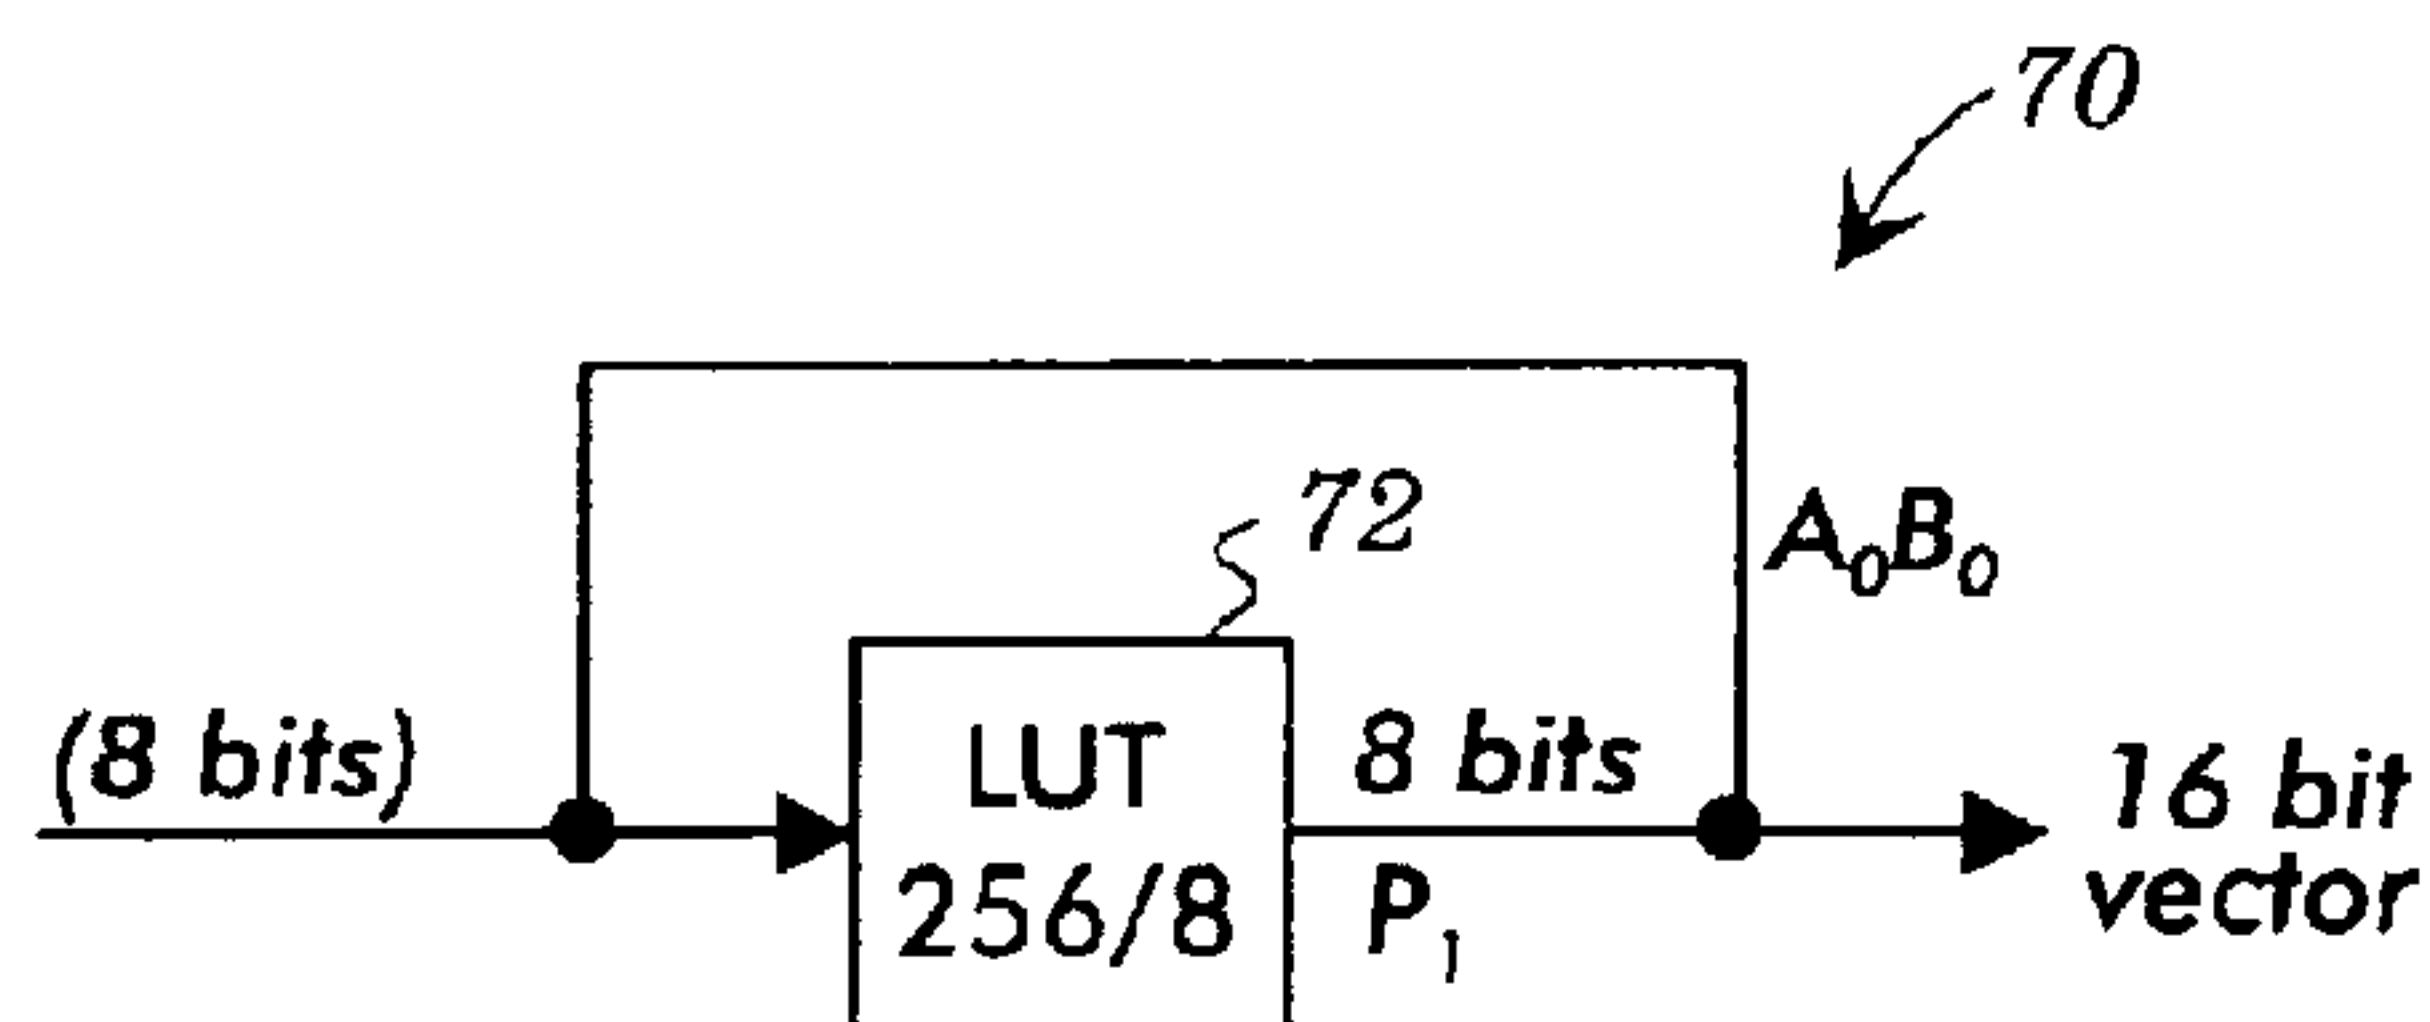 70
72
A₀B₀
(8 bits)
LUT
256/8
8 bits
P₁
16 bit
vector